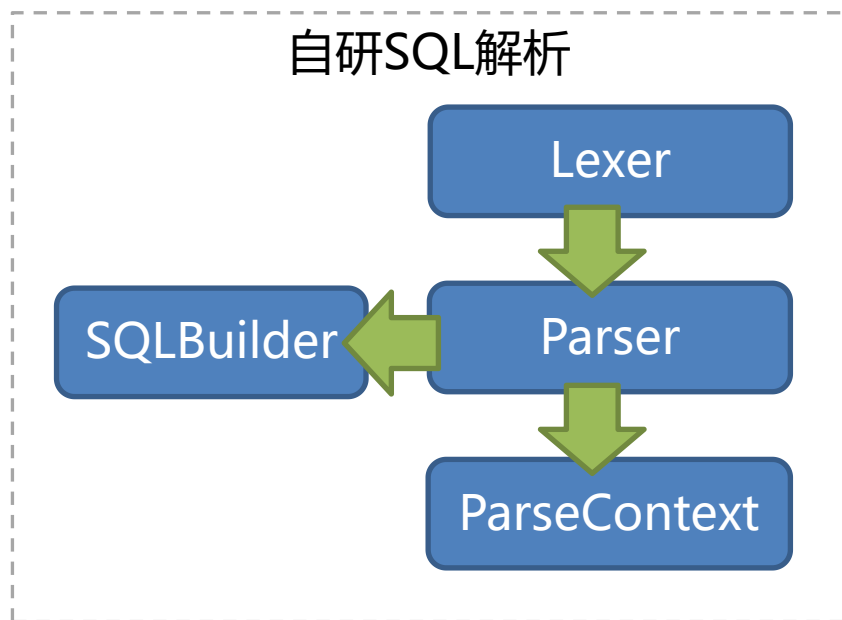 自研SQL解析
Lexer
SQLBuilder
Parser
ParseContext